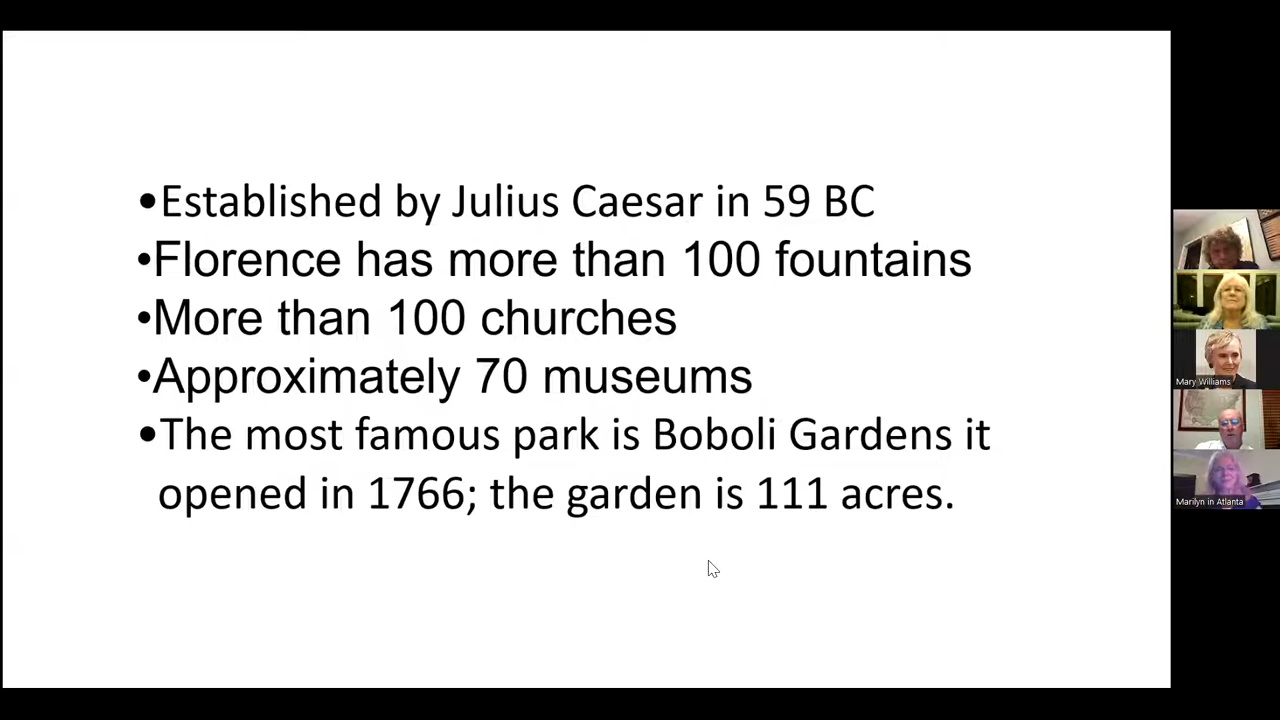 •Established by Julius Caesar in 59 BC
•Florence has more than 100 fountains
•More than 100 churches
•Approximately 70 museums
•The most famous park is Boboli Gardens it
opened in 1766; the garden is 111 acres.
Mary Williams
Marilyn in Atlanta